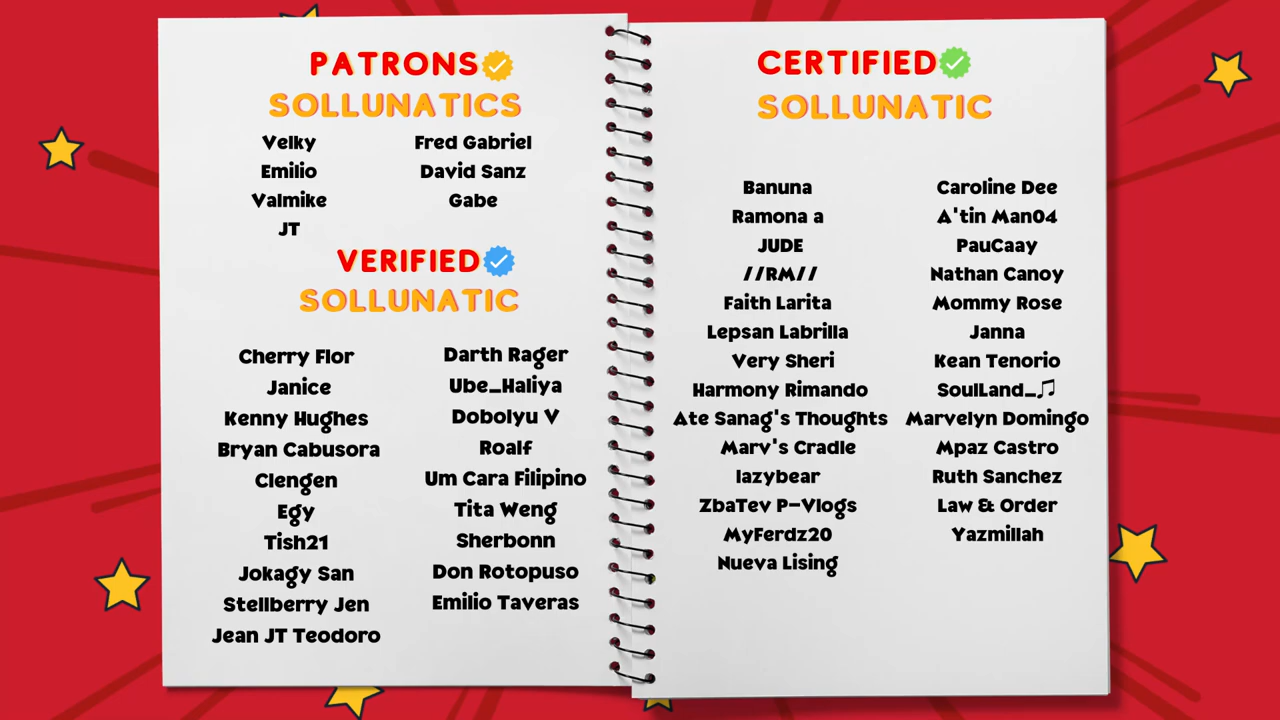 PATRONS
SOLLUNATICS
Velky
Emilio
Valmike
JT
Fred Gabriel
David Sanz
Gabe
VERIFIED
SOLLUNATIC
Cherry Flor
Janice
Kenny Hughes
Bryan Cabusora
Clengen
Egy
Tish21
Jokagy San
Stellberry Jen
Jean JT Teodoro
Darth Rager
Ube_Haliya
Dobolyu V
Roalf
Um Cara Filipino
Tita Weng
Sherbonn
Don Rotopuso
Emilio Taveras
CERTIFIED
SOLLUNATIC
Banuna
Ramona a
JUDE
//RM//
Faith Larita
Lepsan Labrilla
Very Sheri
Harmony Rimando
Ate Sanag's Thoughts
Marv's Cradle
lazybear
ZbaTev P-Vlogs
MyFerdz20
Nueva Lising
Caroline Dee
A'tin Man04
PauCaay
Nathan Canoy
Mommy Rose
Janna
Kean Tenorio
SoulLand_🎵
Marvelyn Domingo
Mpaz Castro
Ruth Sanchez
Law & Order
Yazmillah